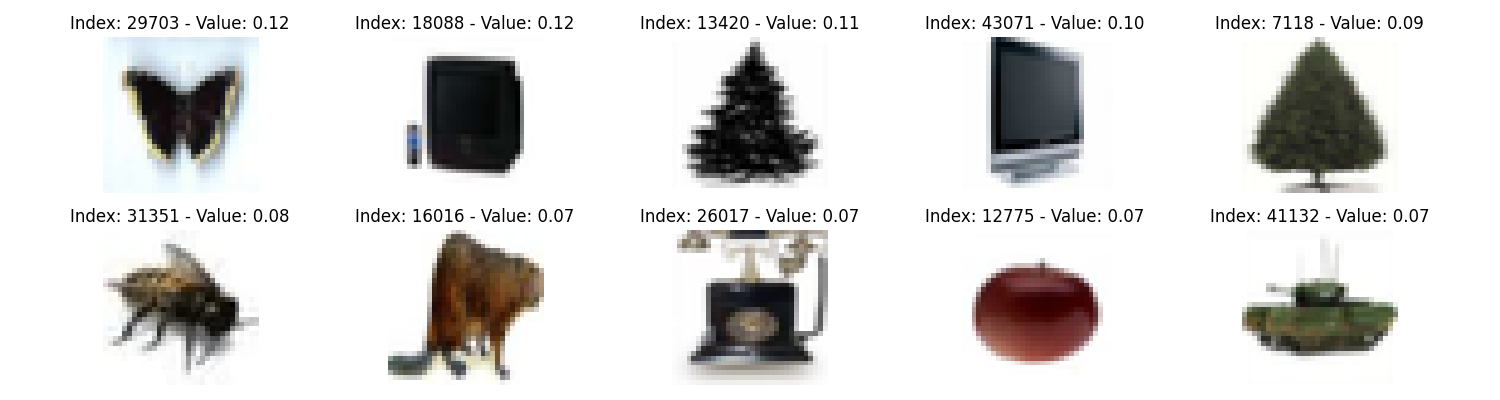 Index: 29703 - Value: 0.12
Index: 18088 - Value: 0.12
Index: 13420 - Value: 0.11
Index: 43071 - Value: 0.10
Index: 7118 - Value: 0.09
Index: 31351 - Value: 0.08
Index: 16016 - Value: 0.07
Index: 26017 - Value: 0.07
Index: 12775 - Value: 0.07
Index: 41132 - Value: 0.07